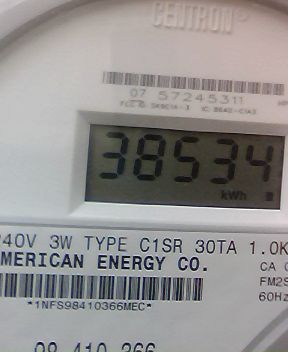 CENTRON®
07 57245311
38534
kWh
240V 3W TYPE C1SR 30TA 1.0K
MERICAN ENERGY CO.
CA
FM2S
60Hz
*1NFS98410366MEC*
98 410 366